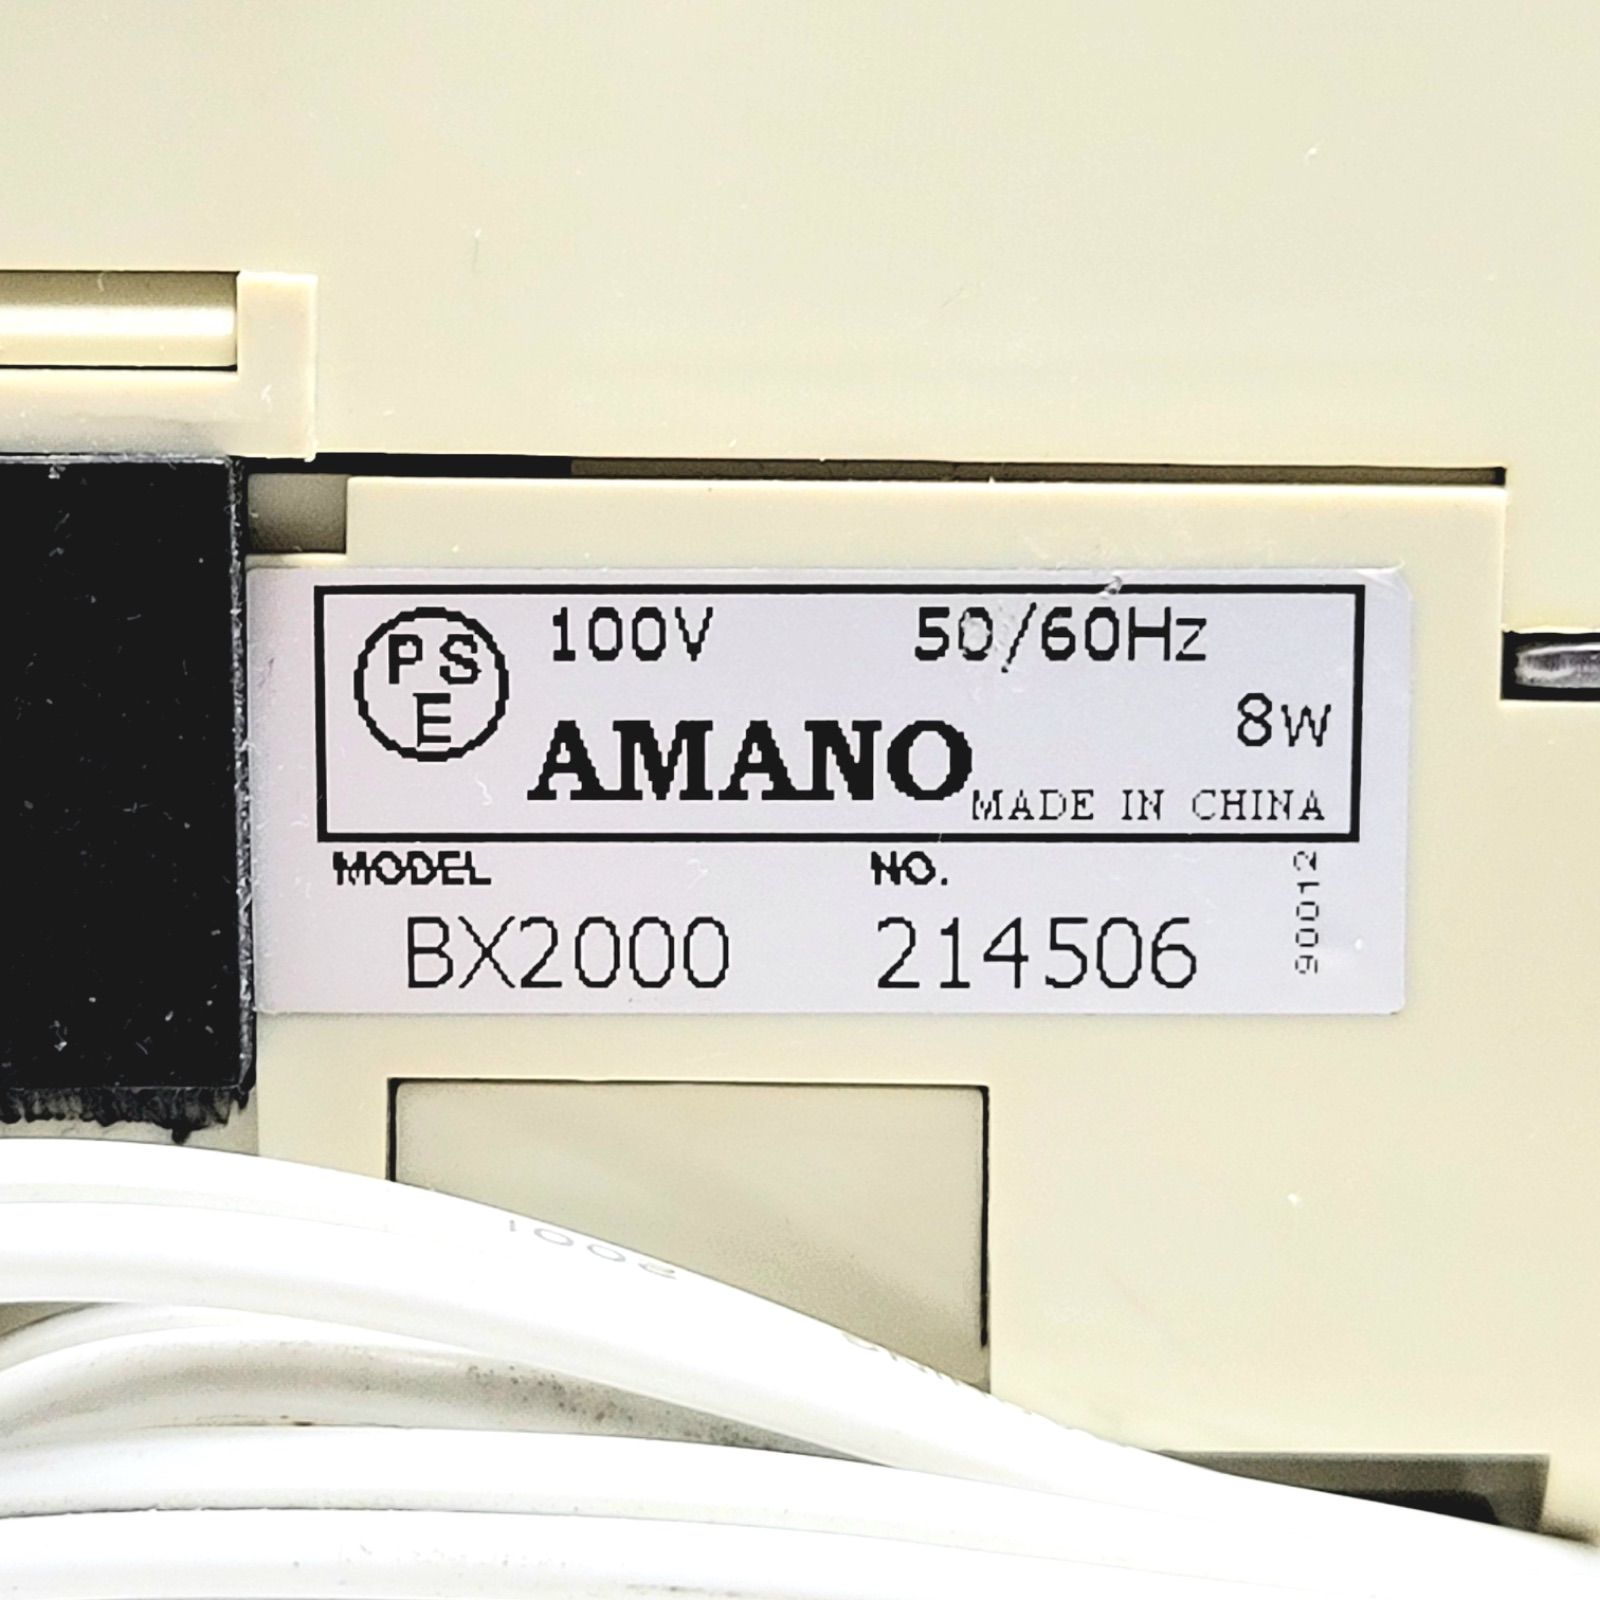 PSE
100V 50/60Hz
8W
AMANO
MADE IN CHINA
MODEL NO.
BX2000 214506
90012